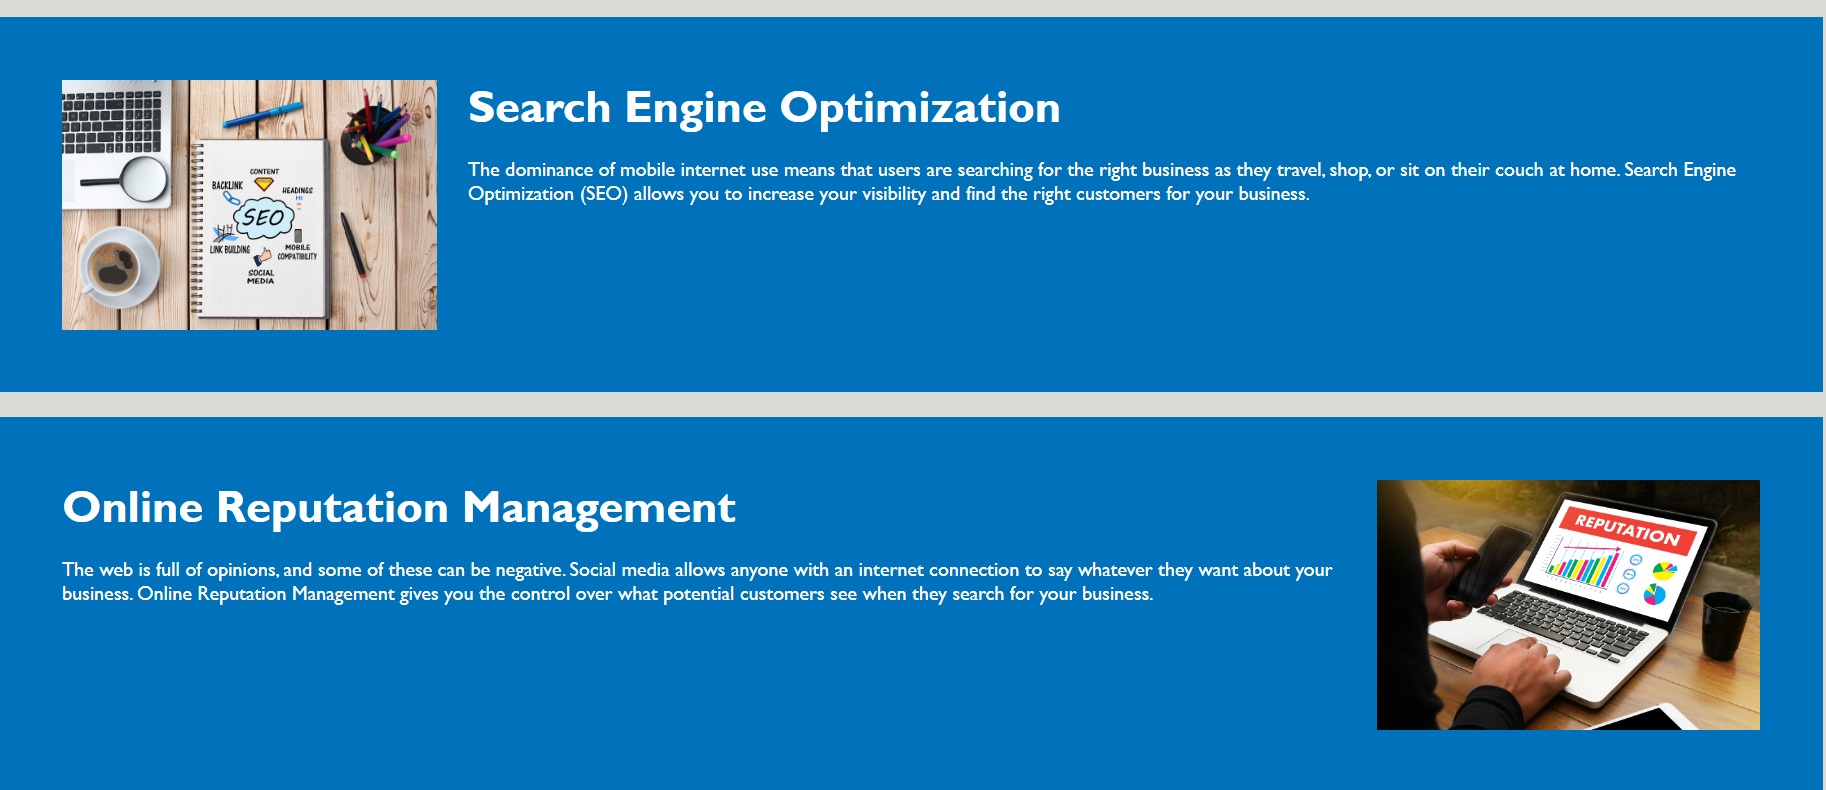 Search Engine Optimization
The dominance of mobile internet use means that users are searching for the right business as they travel, shop, or sit on their couch at home. Search Engine
Optimization (SEO) allows you to increase your visibility and find the right customers for your business.
CONTENT
BACKLINK
HEADINGS
H1
SEO
LINK BUILDING
MOBILE
COMPATIBILITY
SOCIAL
MEDIA
Online Reputation Management
The web is full of opinions, and some of these can be negative. Social media allows anyone with an internet connection to say whatever they want about your
business. Online Reputation Management gives you the control over what potential customers see when they search for your business.
REPUTATION